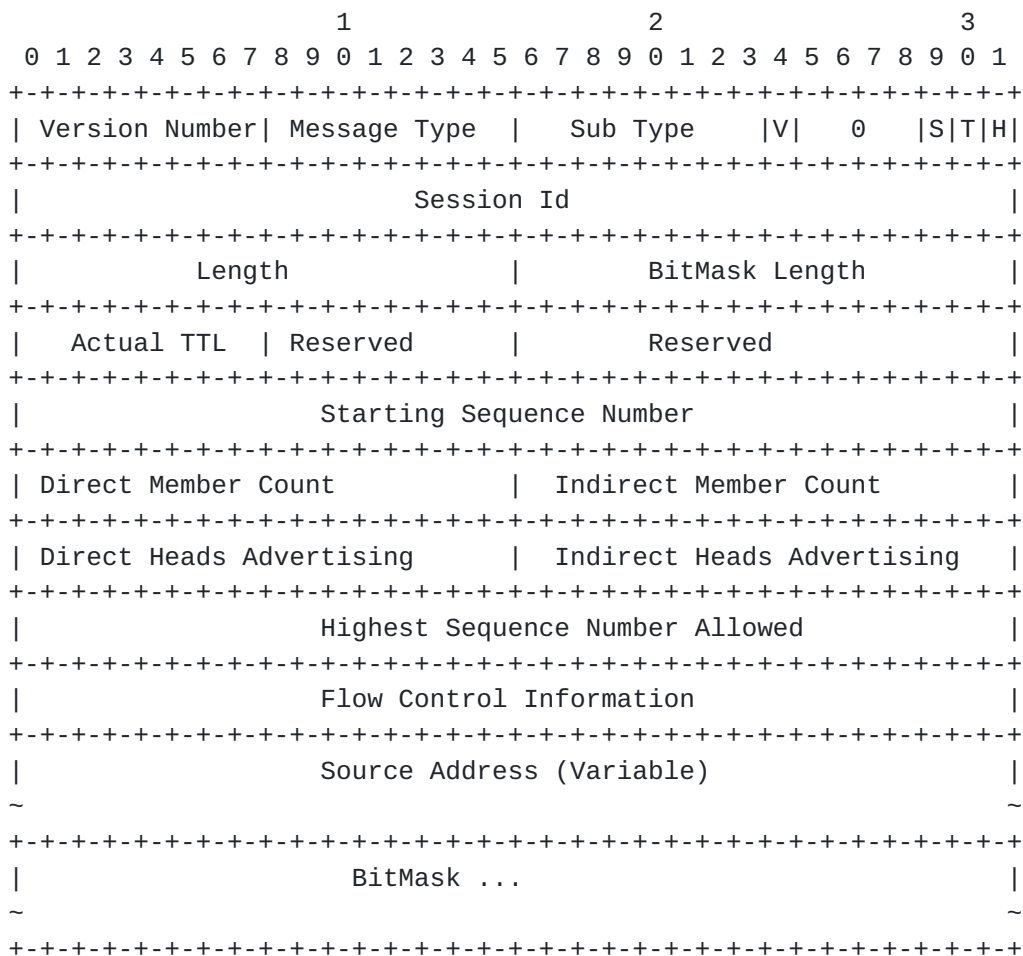 1                   2                   3
 0 1 2 3 4 5 6 7 8 9 0 1 2 3 4 5 6 7 8 9 0 1 2 3 4 5 6 7 8 9 0 1
+-+-+-+-+-+-+-+-+-+-+-+-+-+-+-+-+-+-+-+-+-+-+-+-+-+-+-+-+-+-+-+-+
| Version Number| Message Type  |   Sub Type    |V|   0   |S|T|H|
+-+-+-+-+-+-+-+-+-+-+-+-+-+-+-+-+-+-+-+-+-+-+-+-+-+-+-+-+-+-+-+-+
|                         Session Id                            |
+-+-+-+-+-+-+-+-+-+-+-+-+-+-+-+-+-+-+-+-+-+-+-+-+-+-+-+-+-+-+-+-+
|           Length              |        BitMask Length         |
+-+-+-+-+-+-+-+-+-+-+-+-+-+-+-+-+-+-+-+-+-+-+-+-+-+-+-+-+-+-+-+-+
|   Actual TTL  | Reserved      |        Reserved               |
+-+-+-+-+-+-+-+-+-+-+-+-+-+-+-+-+-+-+-+-+-+-+-+-+-+-+-+-+-+-+-+-+
|                   Starting Sequence Number                    |
+-+-+-+-+-+-+-+-+-+-+-+-+-+-+-+-+-+-+-+-+-+-+-+-+-+-+-+-+-+-+-+-+
| Direct Member Count           |  Indirect Member Count        |
+-+-+-+-+-+-+-+-+-+-+-+-+-+-+-+-+-+-+-+-+-+-+-+-+-+-+-+-+-+-+-+-+
| Direct Heads Advertising      |  Indirect Heads Advertising   |
+-+-+-+-+-+-+-+-+-+-+-+-+-+-+-+-+-+-+-+-+-+-+-+-+-+-+-+-+-+-+-+-+
|                   Highest Sequence Number Allowed             |
+-+-+-+-+-+-+-+-+-+-+-+-+-+-+-+-+-+-+-+-+-+-+-+-+-+-+-+-+-+-+-+-+
|                   Flow Control Information                    |
+-+-+-+-+-+-+-+-+-+-+-+-+-+-+-+-+-+-+-+-+-+-+-+-+-+-+-+-+-+-+-+-+
|                   Source Address (Variable)                   |
~                                                               ~
+-+-+-+-+-+-+-+-+-+-+-+-+-+-+-+-+-+-+-+-+-+-+-+-+-+-+-+-+-+-+-+-+
|                     BitMask ...                               |
~                                                               ~
+-+-+-+-+-+-+-+-+-+-+-+-+-+-+-+-+-+-+-+-+-+-+-+-+-+-+-+-+-+-+-+-+